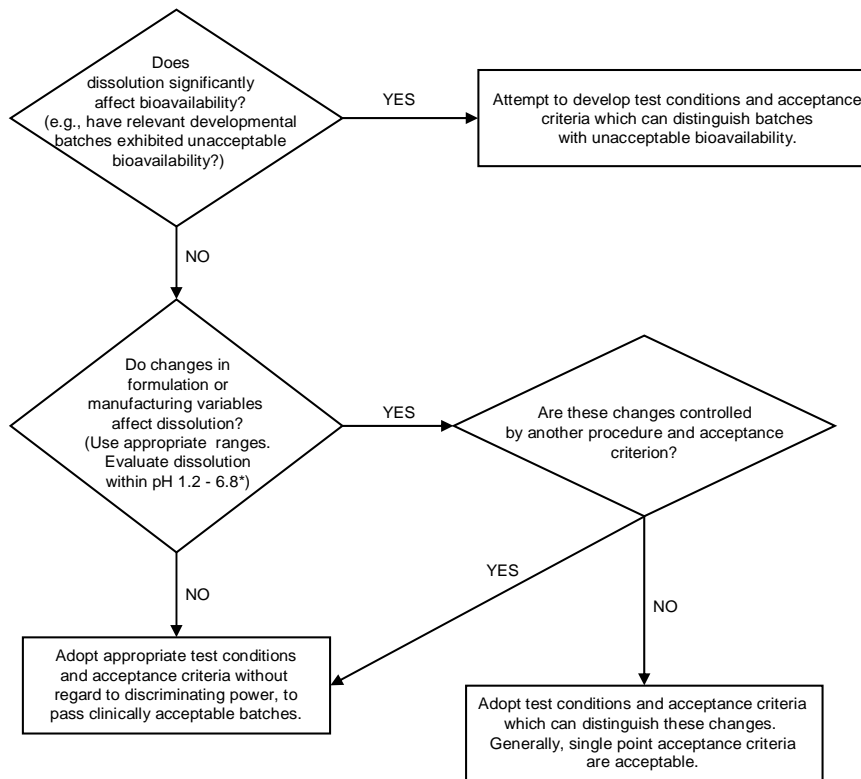 Does
dissolution significantly
affect bioavailability?
(e.g., have relevant developmental
batches exhibited unacceptable
bioavailability?)
YES
Attempt to develop test conditions and acceptance
criteria which can distinguish batches
with unacceptable bioavailability.
NO
Do changes in
formulation or
manufacturing variables
affect dissolution?
(Use appropriate ranges.
Evaluate dissolution
within pH 1.2 - 6.8*)
YES
Are these changes controlled
by another procedure and acceptance
criterion?
NO
YES
NO
Adopt appropriate test conditions
and acceptance criteria without
regard to discriminating power, to
pass clinically acceptable batches.
Adopt test conditions and acceptance criteria
which can distinguish these changes.
Generally, single point acceptance criteria
are acceptable.